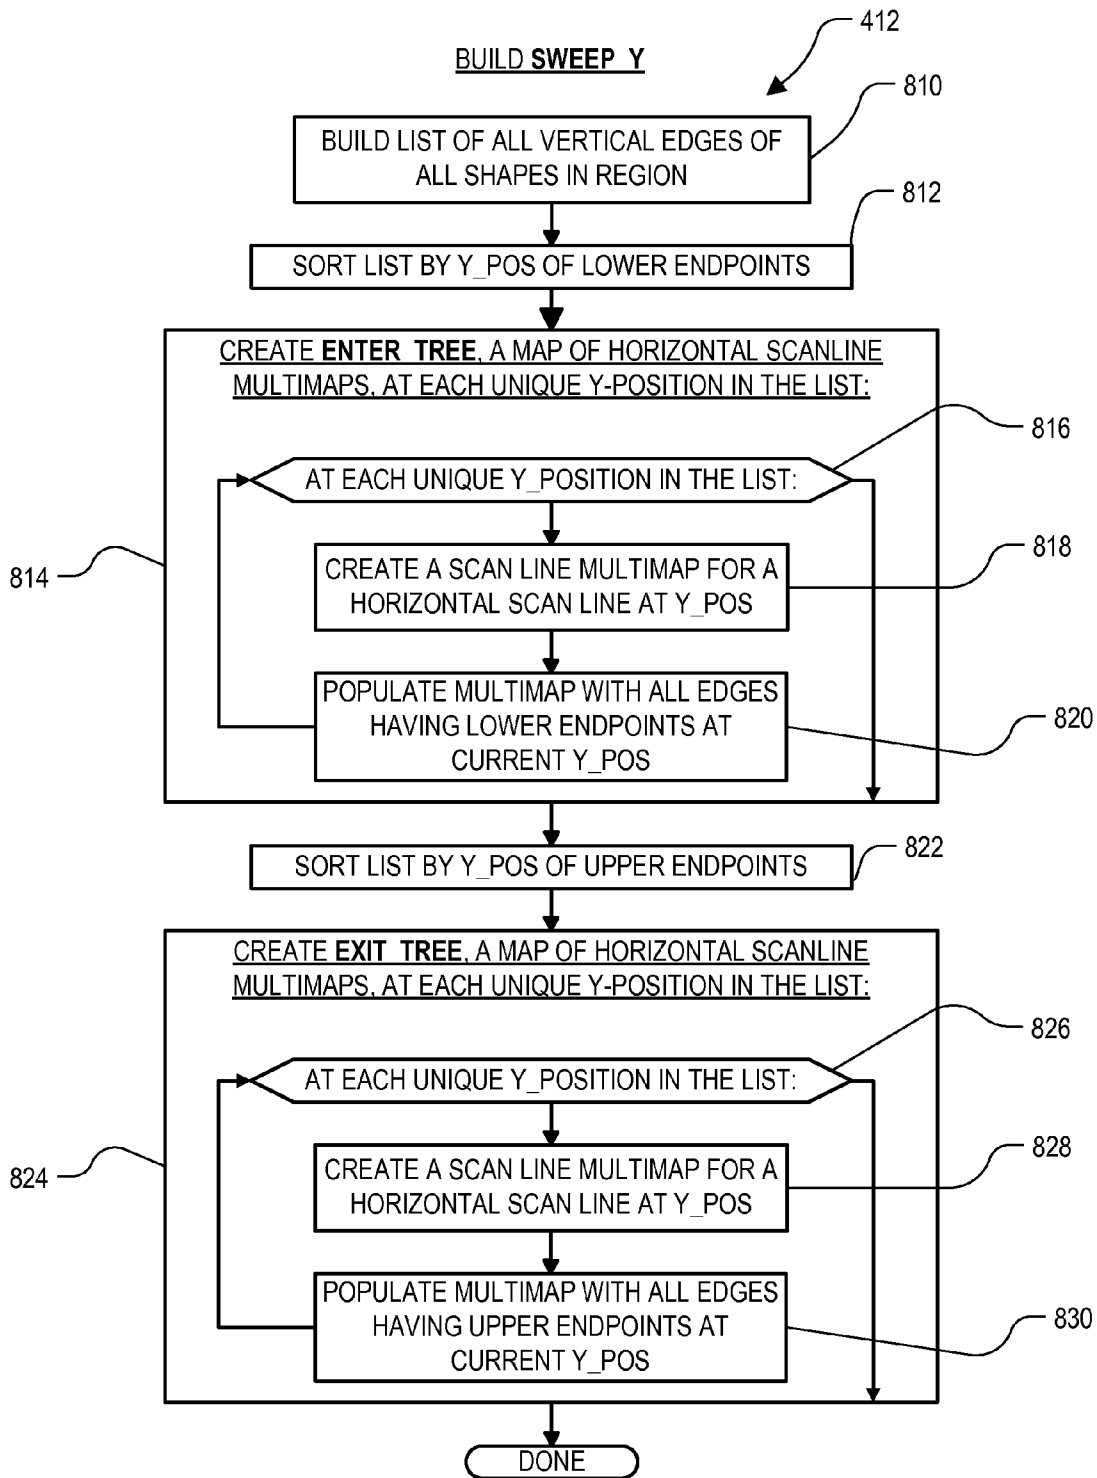 412
BUILD SWEEP_Y
810
BUILD LIST OF ALL VERTICAL EDGES OF
ALL SHAPES IN REGION
812
SORT LIST BY Y_POS OF LOWER ENDPOINTS
CREATE ENTER_TREE, A MAP OF HORIZONTAL SCANLINE
MULTIMAPS, AT EACH UNIQUE Y-POSITION IN THE LIST:
816
AT EACH UNIQUE Y_POSITION IN THE LIST:
818
814
CREATE A SCAN LINE MULTIMAP FOR A
HORIZONTAL SCAN LINE AT Y_POS
820
POPULATE MULTIMAP WITH ALL EDGES
HAVING LOWER ENDPOINTS AT
CURRENT Y_POS
822
SORT LIST BY Y_POS OF UPPER ENDPOINTS
CREATE EXIT_TREE, A MAP OF HORIZONTAL SCANLINE
MULTIMAPS, AT EACH UNIQUE Y-POSITION IN THE LIST:
826
AT EACH UNIQUE Y_POSITION IN THE LIST:
828
824
CREATE A SCAN LINE MULTIMAP FOR A
HORIZONTAL SCAN LINE AT Y_POS
830
POPULATE MULTIMAP WITH ALL EDGES
HAVING UPPER ENDPOINTS AT
CURRENT Y_POS
DONE